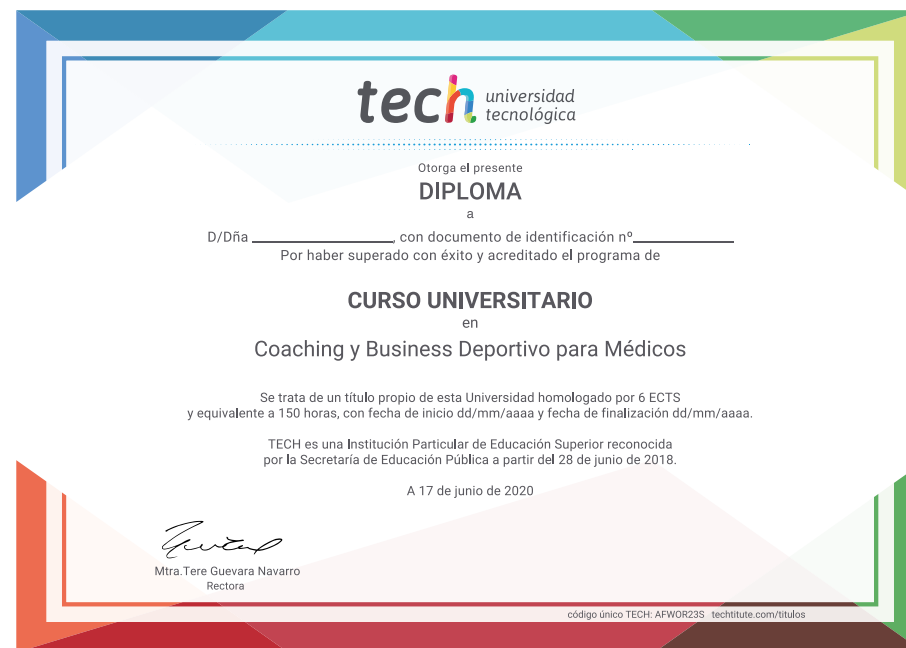 tech universidad
tecnológica
Otorga el presente
DIPLOMA
a
D/Dña ____________________, con documento de identificación nº______________
Por haber superado con éxito y acreditado el programa de
CURSO UNIVERSITARIO
en
Coaching y Business Deportivo para Médicos
Se trata de un título propio de esta Universidad homologado por 6 ECTS
y equivalente a 150 horas, con fecha de inicio dd/mm/aaaa y fecha de finalización dd/mm/aaaa.
TECH es una Institución Particular de Educación Superior reconocida
por la Secretaría de Educación Pública a partir del 28 de junio de 2018.
A 17 de junio de 2020
Mtra.Tere Guevara Navarro
Rectora
código único TECH: AFWOR23S techtitute.com/titulos